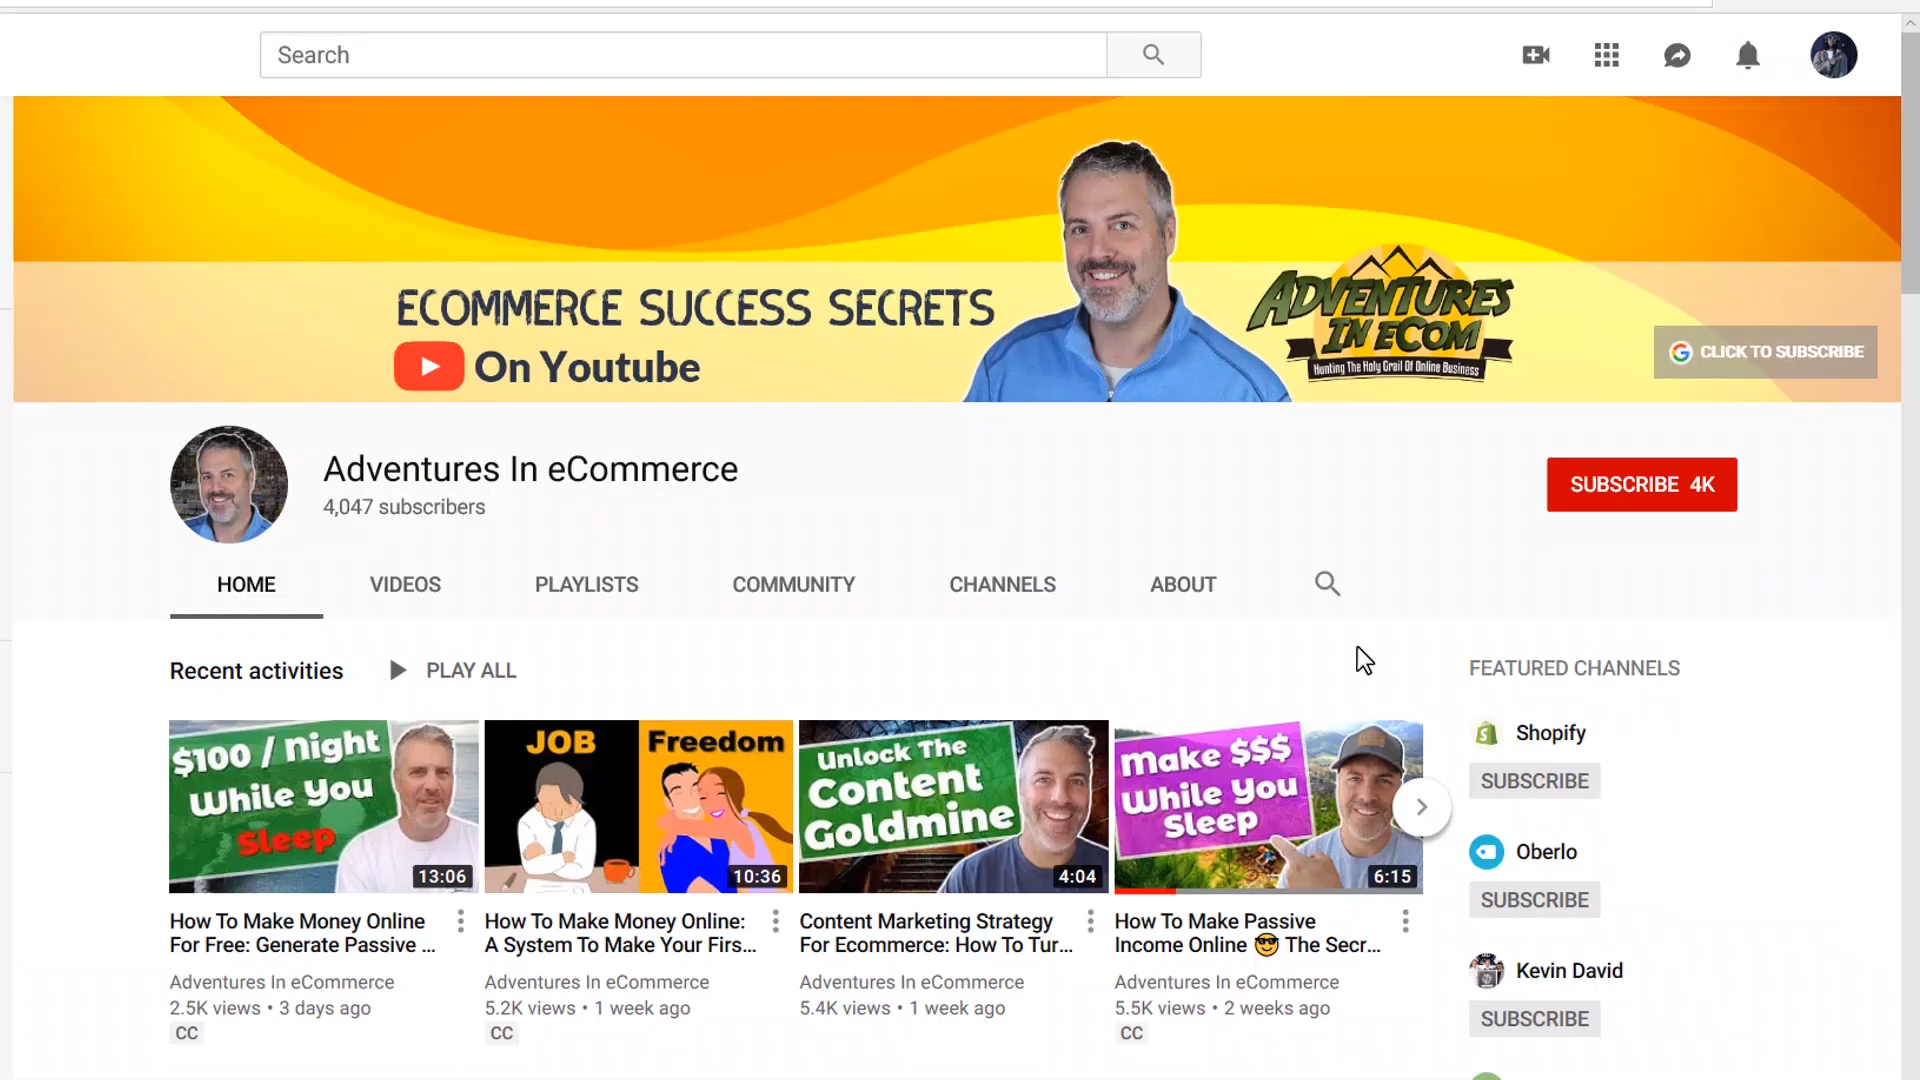 Search
ECOMMERCE SUCCESS SECRETS
On Youtube
ADVENTURES
IN eCOM
Hunting The Holy Grail Of Online Business
CLICK TO SUBSCRIBE
Adventures In eCommerce
4,047 subscribers
SUBSCRIBE 4K
HOME
VIDEOS
PLAYLISTS
COMMUNITY
CHANNELS
ABOUT
Recent activities
PLAY ALL
$100 / Night
While You
Sleep
13:06
How To Make Money Online
For Free: Generate Passive ...
Adventures In eCommerce
2.5K views • 3 days ago
CC
JOB
Freedom
10:36
How To Make Money Online:
A System To Make Your Firs...
Adventures In eCommerce
5.2K views • 1 week ago
CC
Unlock The
Content
Goldmine
4:04
Content Marketing Strategy
For Ecommerce: How To Tur...
Adventures In eCommerce
5.4K views • 1 week ago
Make $$$
While You
Sleep
6:15
How To Make Passive
Income Online 😎 The Secr...
Adventures In eCommerce
5.5K views • 2 weeks ago
CC
FEATURED CHANNELS
Shopify
SUBSCRIBE
Oberlo
SUBSCRIBE
Kevin David
SUBSCRIBE